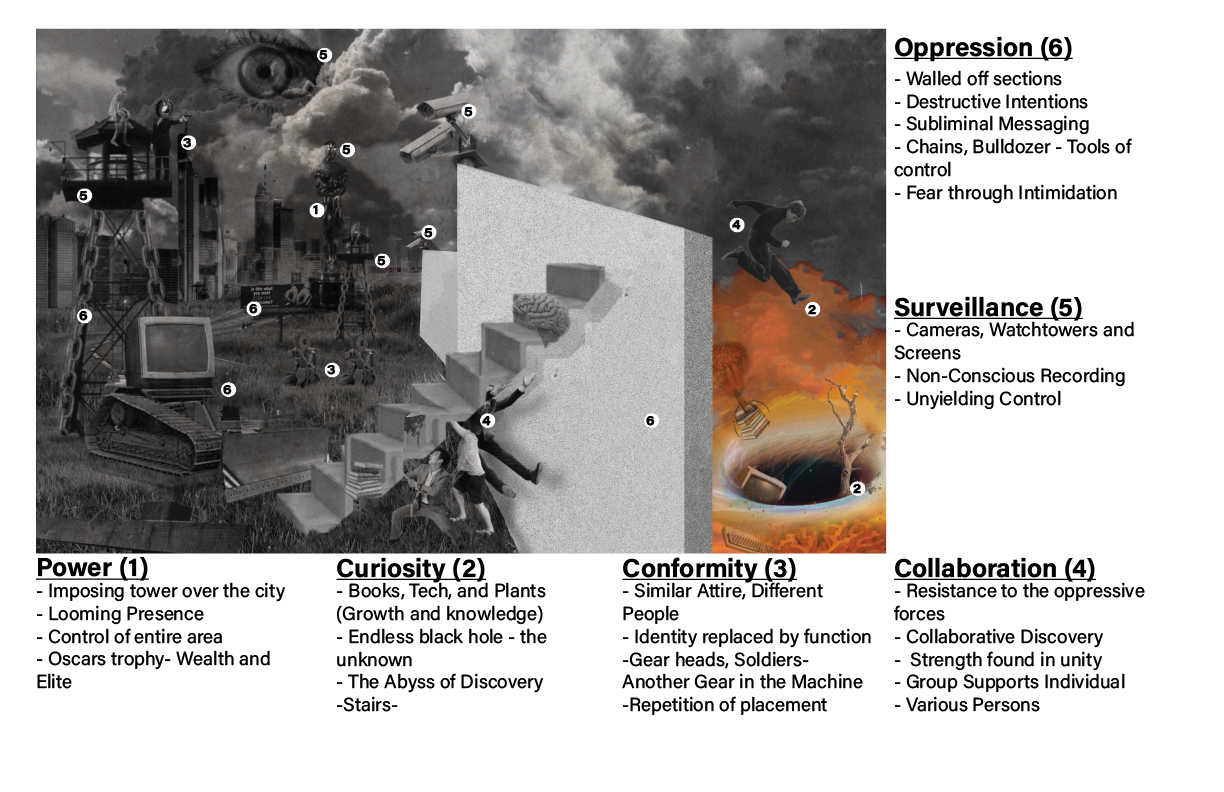 5
5
5
3
1
5
5
5
6
6
3
6
4
6
4
2
2
Is this what
you want
Oppression (6)
- Walled off sections
- Destructive Intentions
- Subliminal Messaging
- Chains, Bulldozer - Tools of
control
- Fear through Intimidation
Surveillance (5)
- Cameras, Watchtowers and
Screens
- Non-Conscious Recording
- Unyielding Control
Power (1)
- Imposing tower over the city
- Looming Presence
- Control of entire area
- Oscars trophy- Wealth and
Elite
Curiosity (2)
- Books, Tech, and Plants
(Growth and knowledge)
- Endless black hole - the
unknown
- The Abyss of Discovery
-Stairs-
Conformity (3)
- Similar Attire, Different
People
- Identity replaced by function
-Gear heads, Soldiers-
Another Gear in the Machine
-Repetition of placement
Collaboration (4)
- Resistance to the oppressive
forces
- Collaborative Discovery
-  Strength found in unity
- Group Supports Individual
- Various Persons